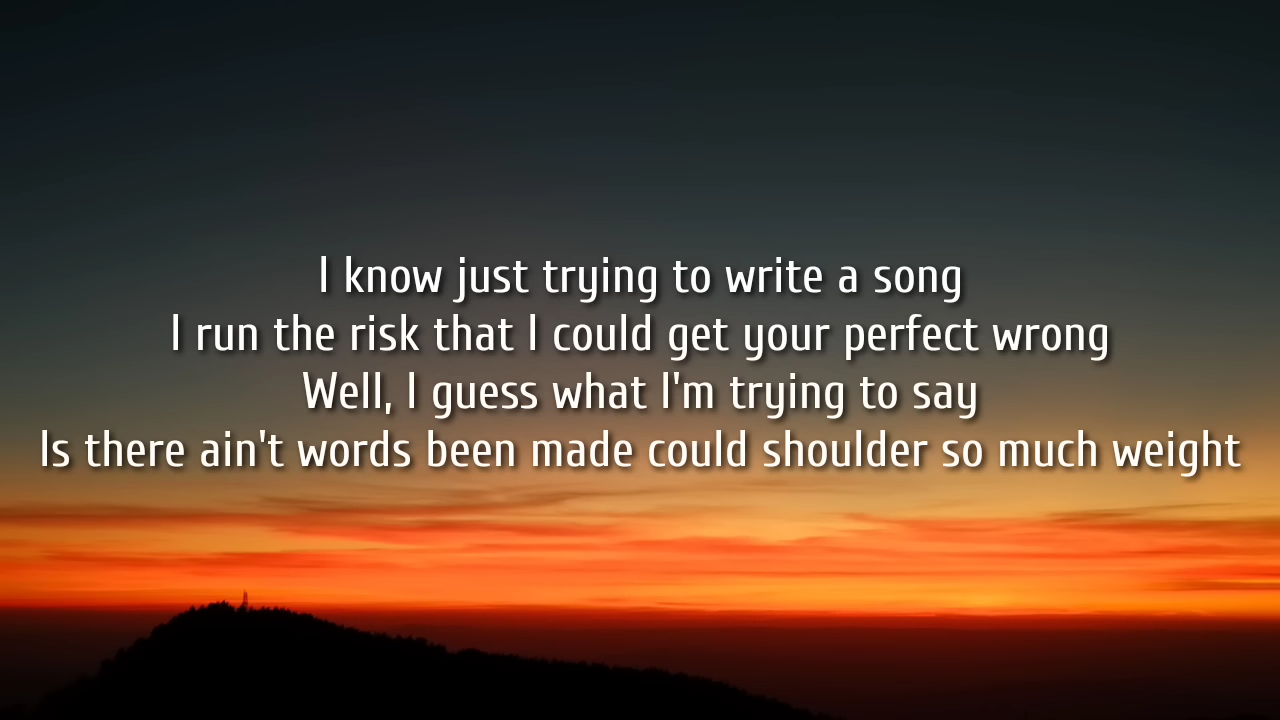 I know just trying to write a song
I run the risk that I could get your perfect wrong
Well, I guess what I'm trying to say
Is there ain't words been made could shoulder so much weight